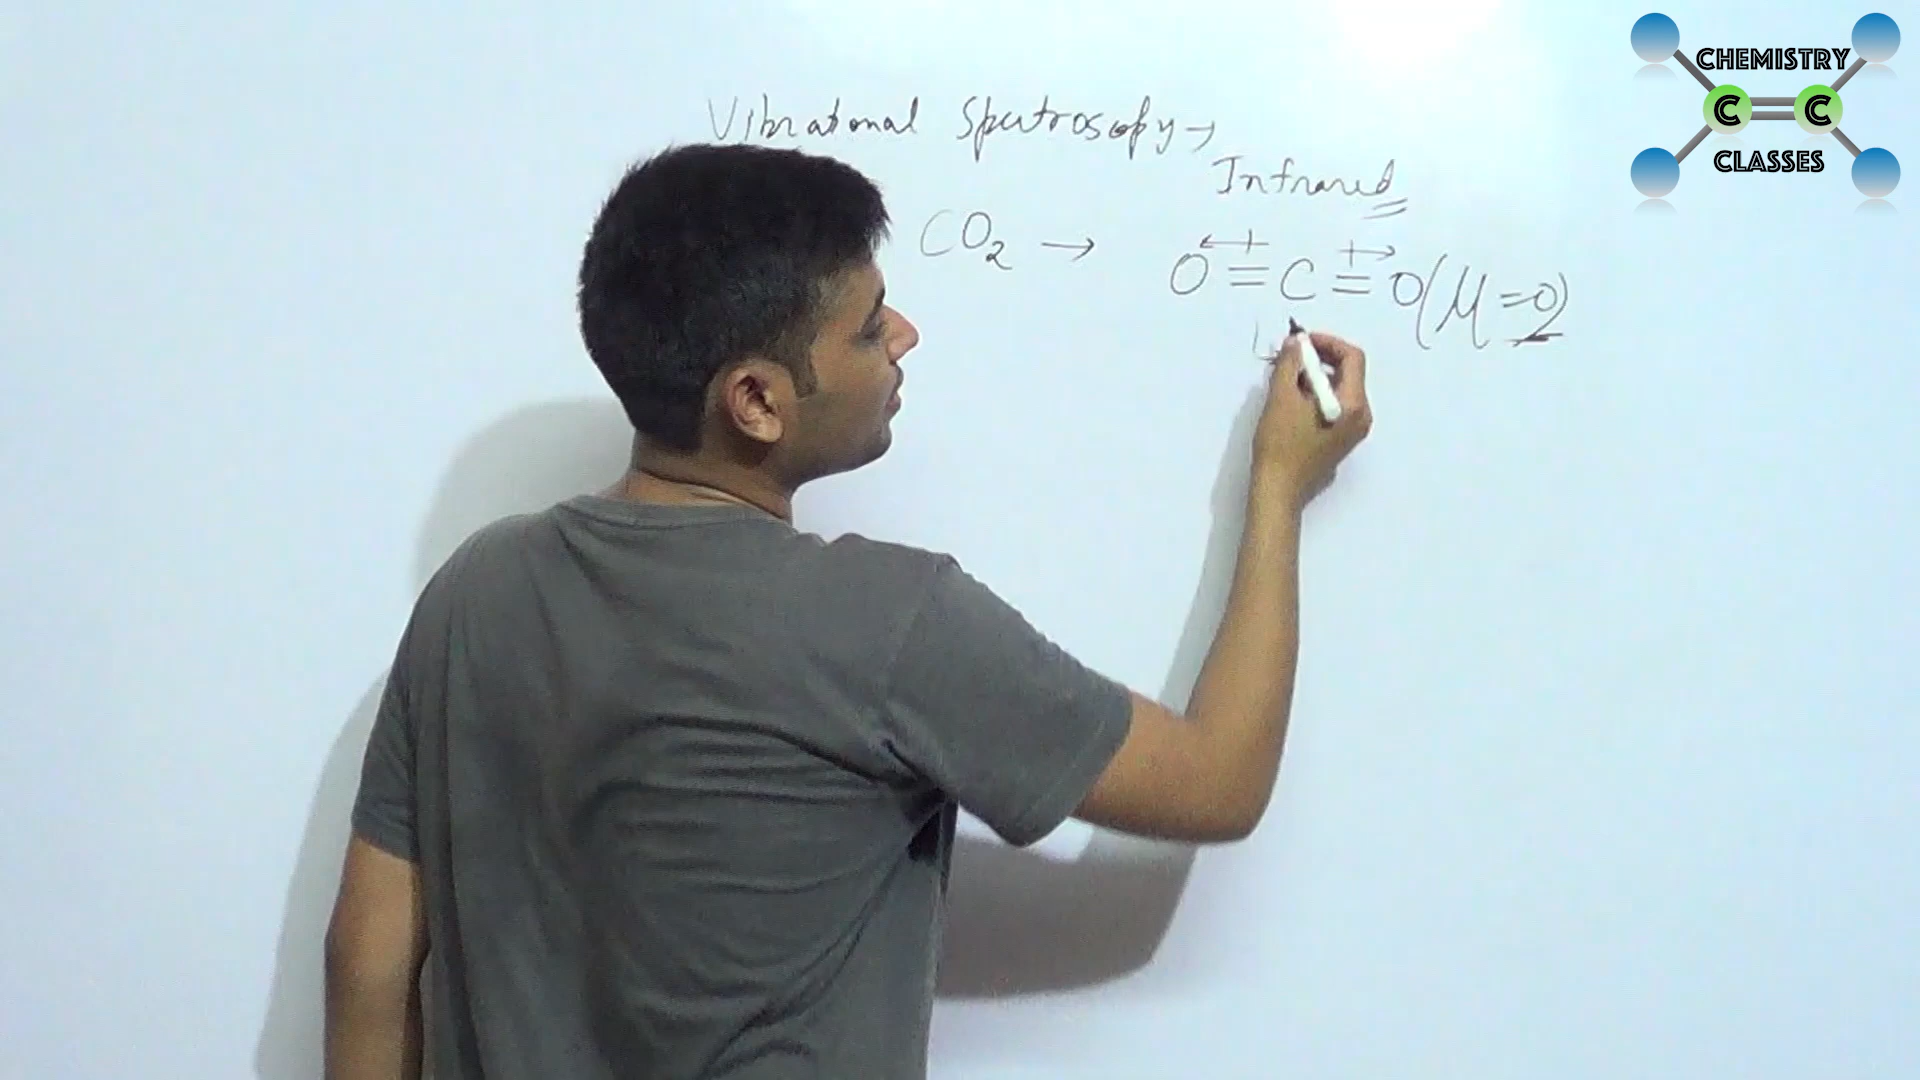 Vibrational Spectroscopy →
Infrared
CO₂ → O = C = O (μ = 0)
CHEMISTRY
C = C
CLASSES